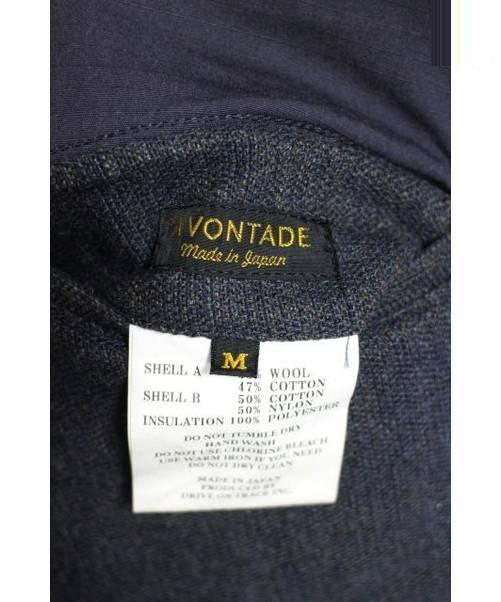 A VONTADE
Made in Japan
M
SHELL A WOOL
47% COTTON
SHELL B 50% COTTON
50% NYLON
INSULATION 100% POLYESTER
DO NOT TUMBLE DRY
HAND WASH
DO NOT USE CHLORINE BLEACH
USE WARM IRON IF YOU NEED
DO NOT DRY CLEAN
MADE IN JAPAN
PRODUCED BY
DRIVE ON TRACK INC.